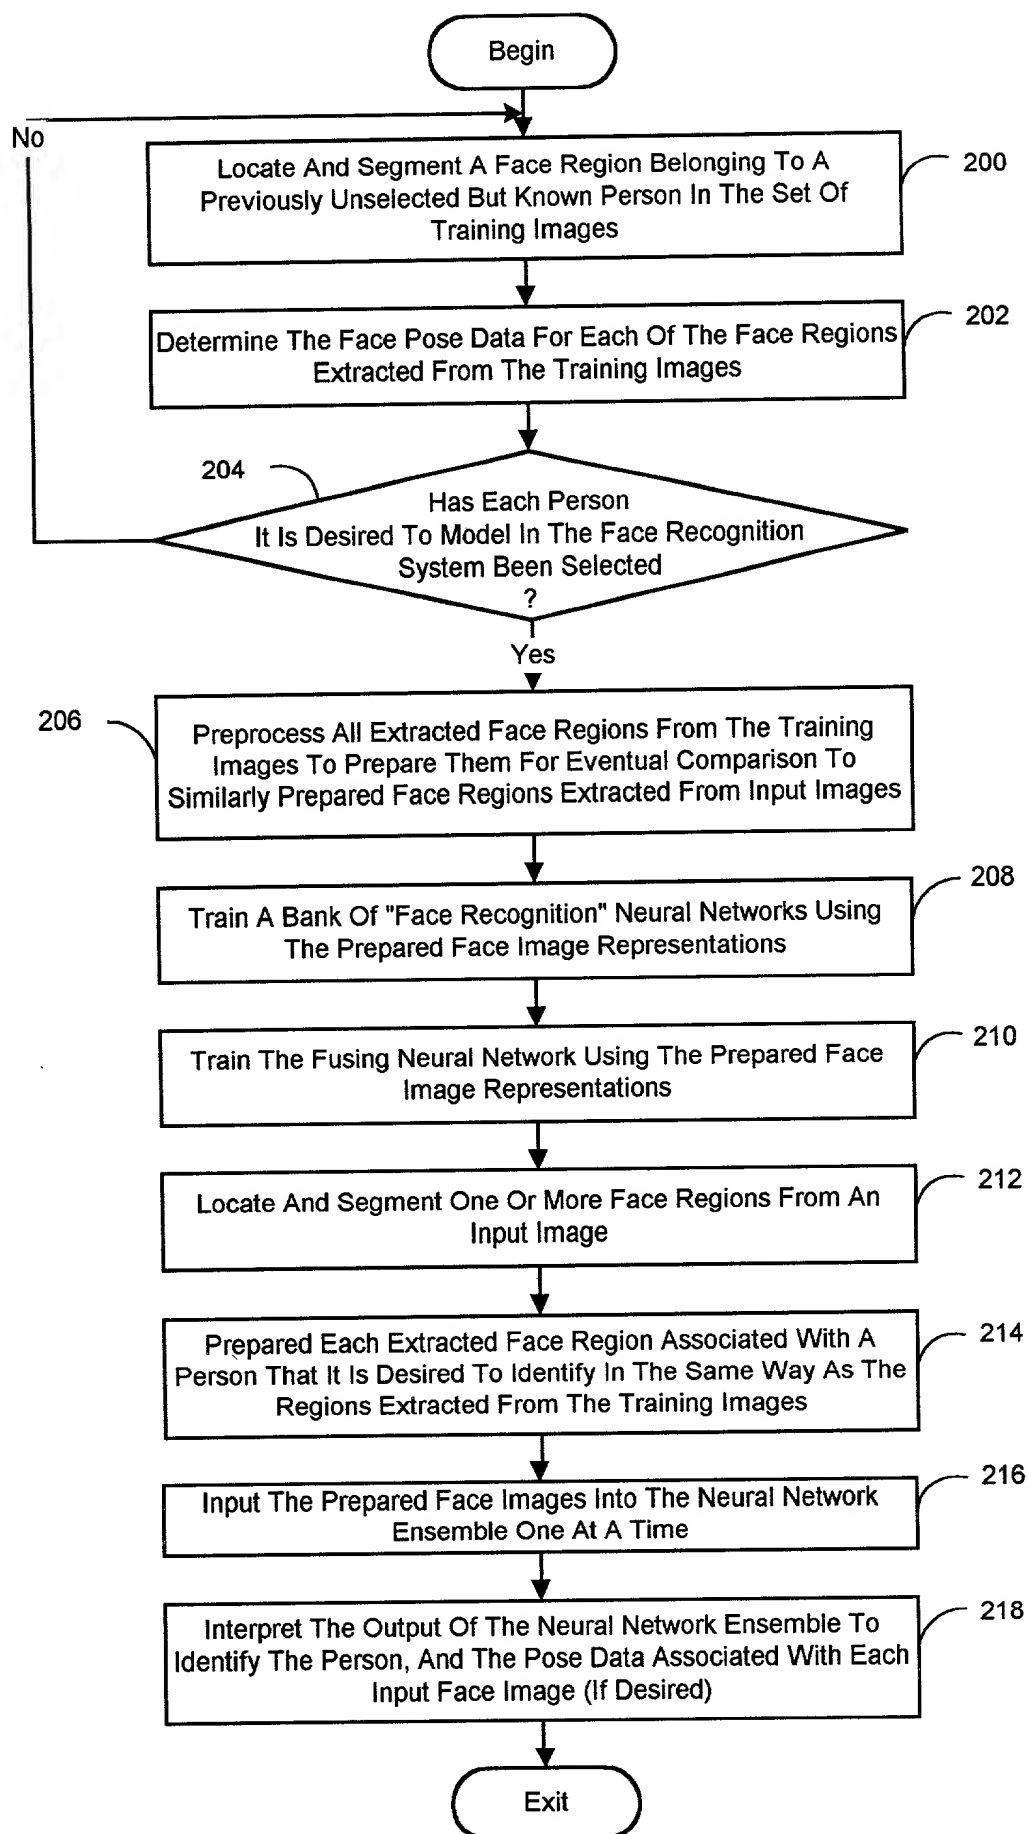 Begin
No
Locate And Segment A Face Region Belonging To A
Previously Unselected But Known Person In The Set Of
Training Images
200
Determine The Face Pose Data For Each Of The Face Regions
Extracted From The Training Images
202
204
Has Each Person
It Is Desired To Model In The Face Recognition
System Been Selected
?
Yes
206
Preprocess All Extracted Face Regions From The Training
Images To Prepare Them For Eventual Comparison To
Similarly Prepared Face Regions Extracted From Input Images
208
Train A Bank Of "Face Recognition" Neural Networks Using
The Prepared Face Image Representations
210
Train The Fusing Neural Network Using The Prepared Face
Image Representations
212
Locate And Segment One Or More Face Regions From An
Input Image
214
Prepared Each Extracted Face Region Associated With A
Person That It Is Desired To Identify In The Same Way As The
Regions Extracted From The Training Images
216
Input The Prepared Face Images Into The Neural Network
Ensemble One At A Time
218
Interpret The Output Of The Neural Network Ensemble To
Identify The Person, And The Pose Data Associated With Each
Input Face Image (If Desired)
Exit